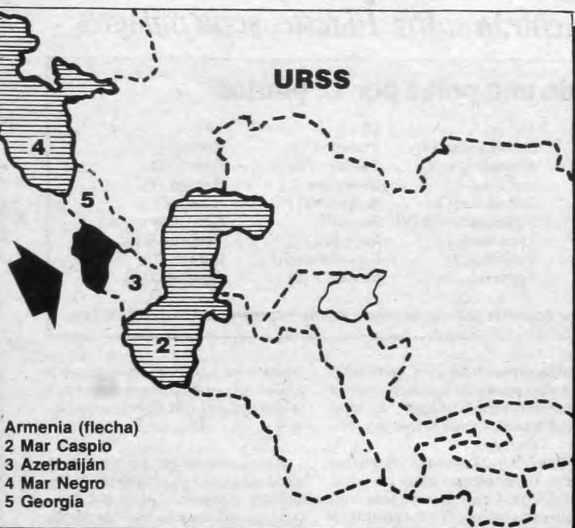 URSS
4
5
3
2
Armenia (flecha)
2 Mar Caspio
3 Azerbaiján
4 Mar Negro
5 Georgia